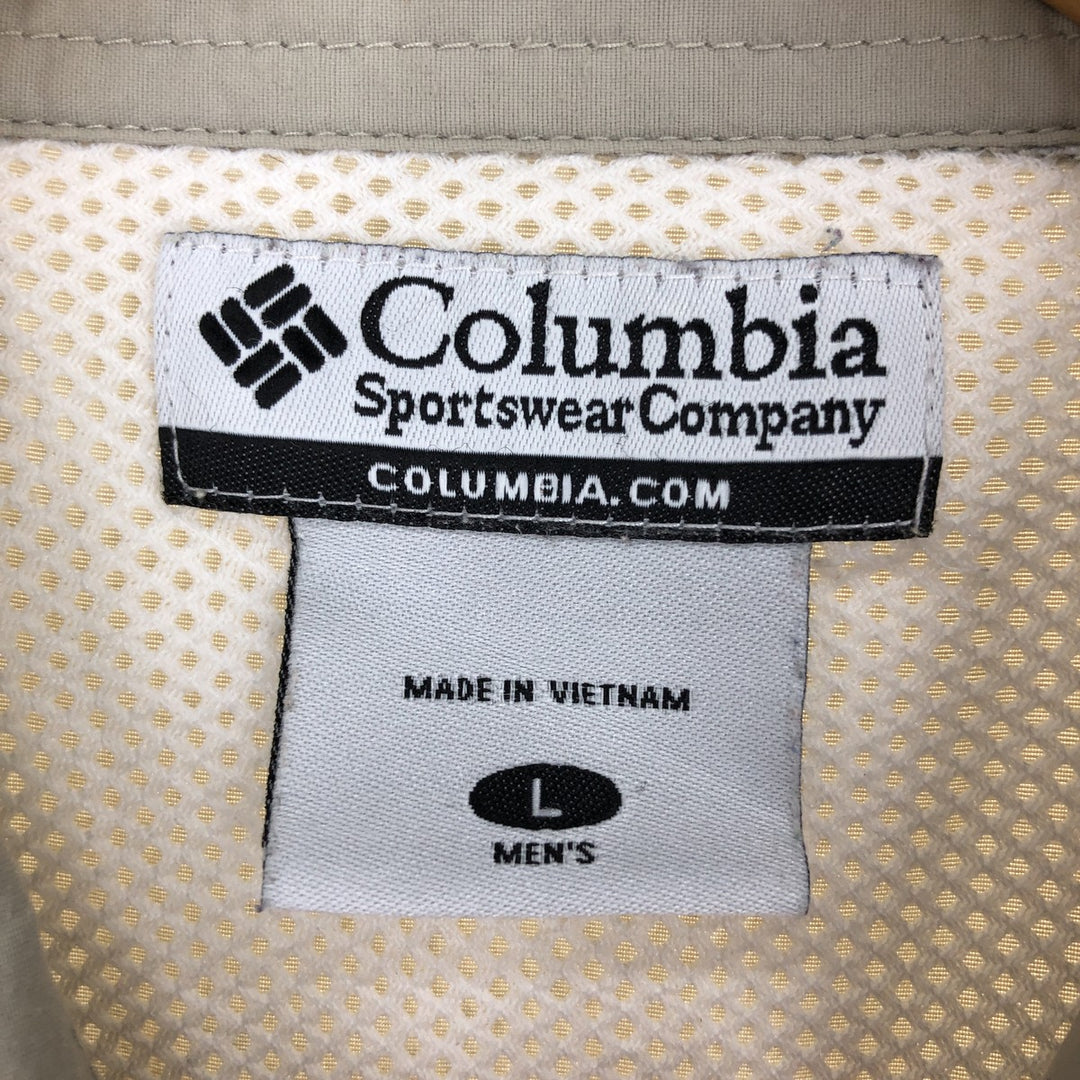 Columbia
Sportswear Company
COLUMBIA.COM
MADE IN VIETNAM
L
MEN'S